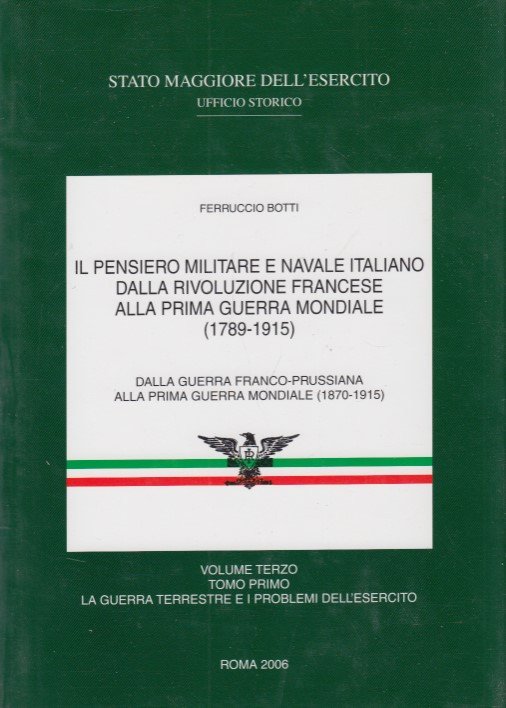 STATO MAGGIORE DELL'ESERCITO
UFFICIO STORICO
FERRUCCIO BOTTI
IL PENSIERO MILITARE E NAVALE ITALIANO
DALLA RIVOLUZIONE FRANCESE
ALLA PRIMA GUERRA MONDIALE
(1789-1915)
DALLA GUERRA FRANCO-PRUSSIANA
ALLA PRIMA GUERRA MONDIALE (1870-1915)
VOLUME TERZO
TOMO PRIMO
LA GUERRA TERRESTRE E I PROBLEMI DELL'ESERCITO
ROMA 2006